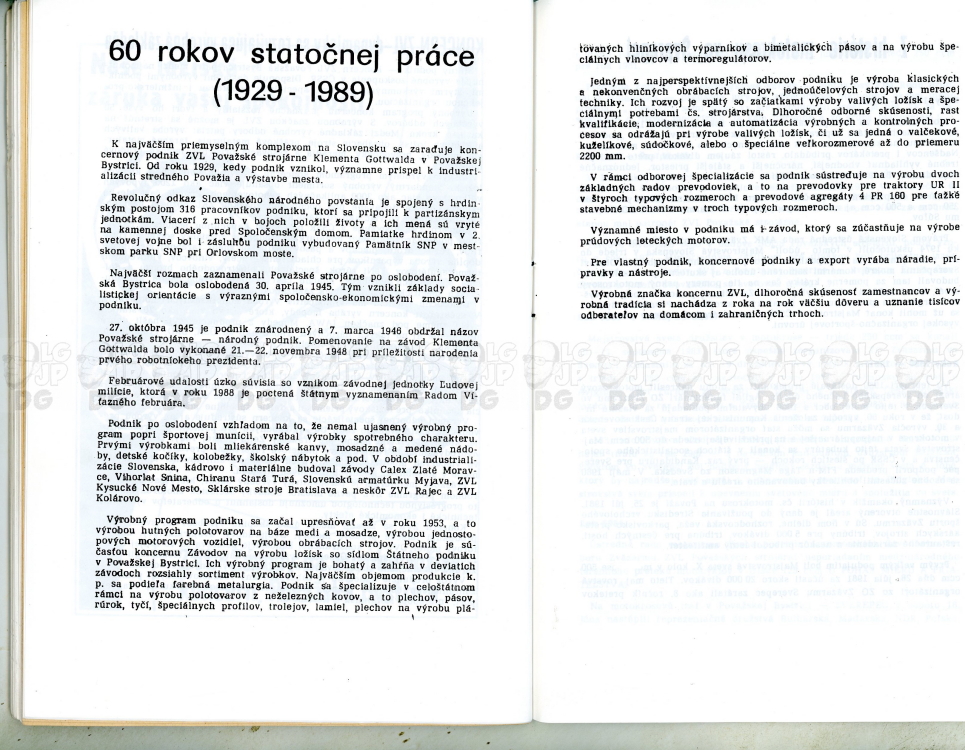 60 rokov statočnej práce
(1929 - 1989)
K najväčším priemyselným komplexom na Slovensku sa zaraďuje kon-
cernový podnik ZVL Považské strojárne Klementa Gottwalda v Považskej
Bystrici. Od roku 1929, kedy podnik vznikol, významne prispel k industri-
alizácii stredného Považia a výstavbe mesta.
Revolučný odkaz Slovenského národného povstania je spojený s hrdin-
ským postojom 316 pracovníkov podniku, ktorí sa pripojili k partizánskym
jednotkám. Viacerí z nich v bojoch položili životy a ich mená sú vryté
na kamennej doske pred Spoločenským domom. Pamiatke hrdinom v 2.
svetovej vojne bol i zásluhou podniku vybudovaný Pamätník SNP v mest-
skom parku SNP pri Orlovskom moste.
Najväčší rozmach zaznamenali Považské strojárne po oslobodení. Považ-
ská Bystrica bola oslobodená 30. apríla 1945. Tým vznikli základy socia-
listickej orientácie s výraznými spoločensko-ekonomickými zmenami v
podniku.
27. októbra 1945 je podnik znárodnený a 7. marca 1946 obdržal názov
Považské strojárne — národný podnik. Pomenovanie na závod Klementa
Gottwalda bolo vykonané 21.—22. novembra 1948 pri príležitosti narodenia
prvého robotníckeho prezidenta.
Februárové udalosti úzko súvisia so vznikom závodnej jednotky Ľudovej
milície, ktorá v roku 1988 je poctená štátnym vyznamenaním Radom Ví-
ťazného februára.
Podnik po oslobodení vzhľadom na to, že nemal ujasnený výrobný pro-
gram popri športovej munícii, vyrábal výrobky spotrebného charakteru.
Prvými výrobkami boli mliekárenské kanvy, mosadzné a medené nádo-
by, detské kočíky, kolobežky, školský nábytok a pod. V období industriali-
zácie Slovenska, kádrovo i materiálne budoval závody Calex Zlaté Morav-
ce, Vihorlat Snina, Chiranu Stará Turá, Slovenskú armatúrku Myjava, ZVL
Kysucké Nové Mesto, Sklárske stroje Bratislava a neskôr ZVL Rajec a ZVL
Kolárovo.
Výrobný program podniku sa začal upresňovať až v roku 1953, a to
výrobou hutných polotovarov na báze medi a mosadze, výrobou jednosto-
pových motorových vozidiel, výrobou obrábacích strojov. Podnik je sú-
časťou koncernu Závodov na výrobu ložísk so sídlom Štátneho podniku
v Považskej Bystrici. Ich výrobný program je bohatý a zahŕňa v deviatich
závodoch rozsiahly sortiment výrobkov. Najväčším objemom produkcie k.
p. sa podieľa farebná metalurgia. Podnik sa špecializuje v celoštátnom
rámci na výrobu polotovarov z neželezných kovov, a to plechov, pásov,
rúrok, tyčí, špeciálnych profilov, trolejov, lamiel, plechov na výrobu plá-
tovaných hliníkových výparníkov a bimetalických pásov a na výrobu špe-
ciálnych vlnovcov a termoregulátorov.
Jedným z najperspektívnejších odborov podniku je výroba klasických
a nekonvenčných obrábacích strojov, jednoúčelových strojov a meracej
techniky. Ich rozvoj je spätý so začiatkami výroby valivých ložísk a špe-
ciálnymi potrebami čs. strojárstva. Dlhoročné odborné skúsenosti, rast
kvalifikácie, modernizácia a automatizácia výrobných a kontrolných pro-
cesov sa odrážajú pri výrobe valivých ložísk, či už sa jedná o valčekové,
kuželíkové, súdočkové, alebo o špeciálne veľkorozmerové až do priemeru
2200 mm.
V rámci odborovej špecializácie sa podnik sústreďuje na výrobu dvoch
základných radov prevodoviek, a to na prevodovky pre traktory UR II
v štyroch typových rozmeroch a prevodové agregáty 4 PR 160 pre ťažké
stavebné mechanizmy v troch typových rozmeroch.
Významné miesto v podniku má i závod, ktorý sa zúčastňuje na výrobe
prúdových leteckých motorov.
Pre vlastný podnik, koncernové podniky a export vyrába náradie, prí-
pravky a nástroje.
Výrobná značka koncernu ZVL, dlhoročná skúsenosť zamestnancov a vý-
robná tradícia si nachádza z roka na rok väčšiu dôveru a uznanie tisícov
odberateľov na domácom i zahraničných trhoch.